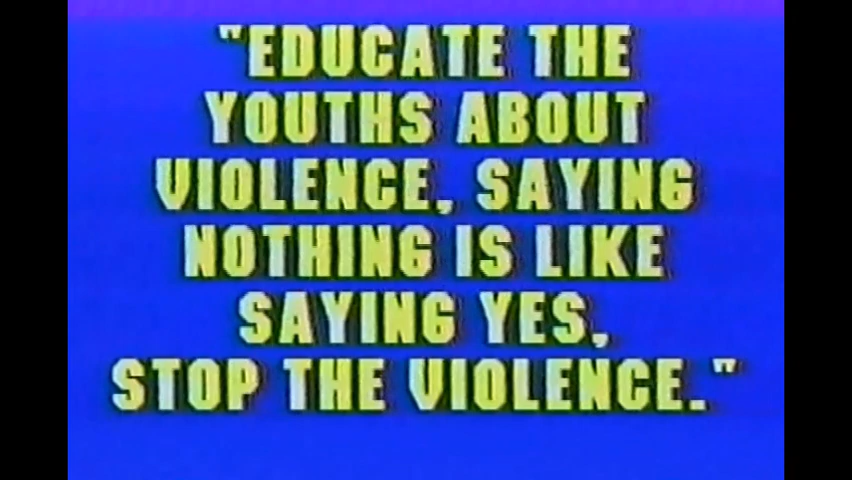 "EDUCATE THE
YOUTHS ABOUT
VIOLENCE, SAYING
NOTHING IS LIKE
SAYING YES,
STOP THE VIOLENCE."